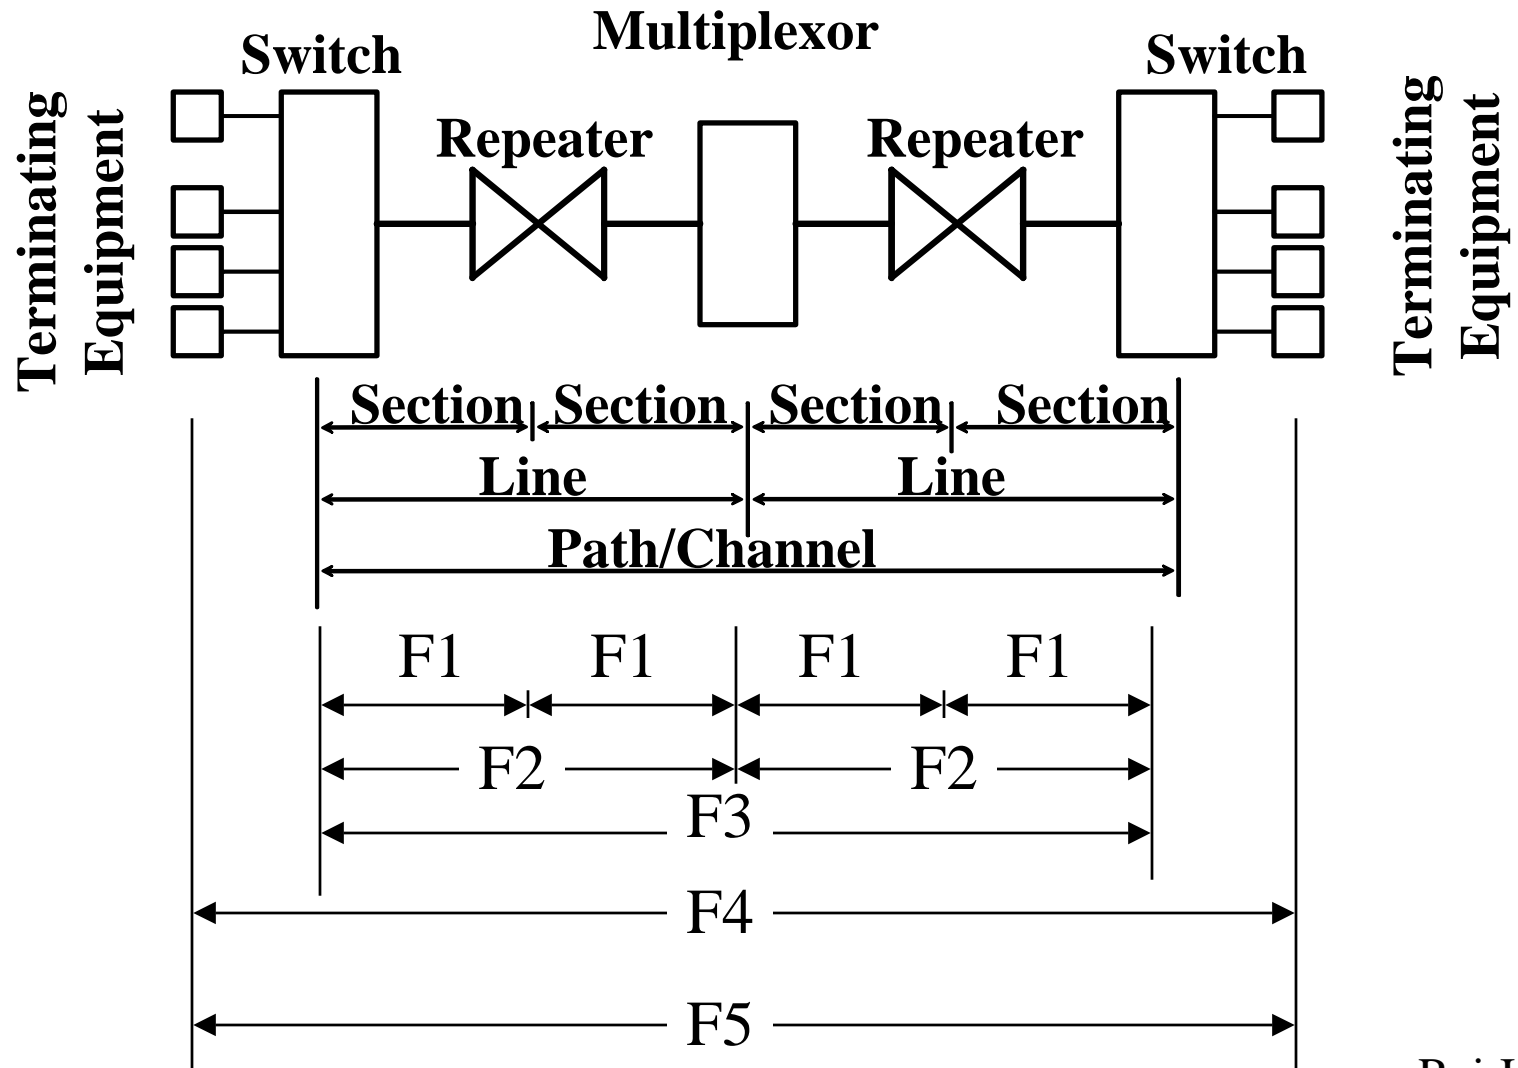 Multiplexor
Switch
Switch
Terminating
Equipment
Repeater
Repeater
Terminating
Equipment
Section Section Section Section
Line Line
Path/Channel
F1 F1 F1 F1
F2 F2
F3
F4
F5